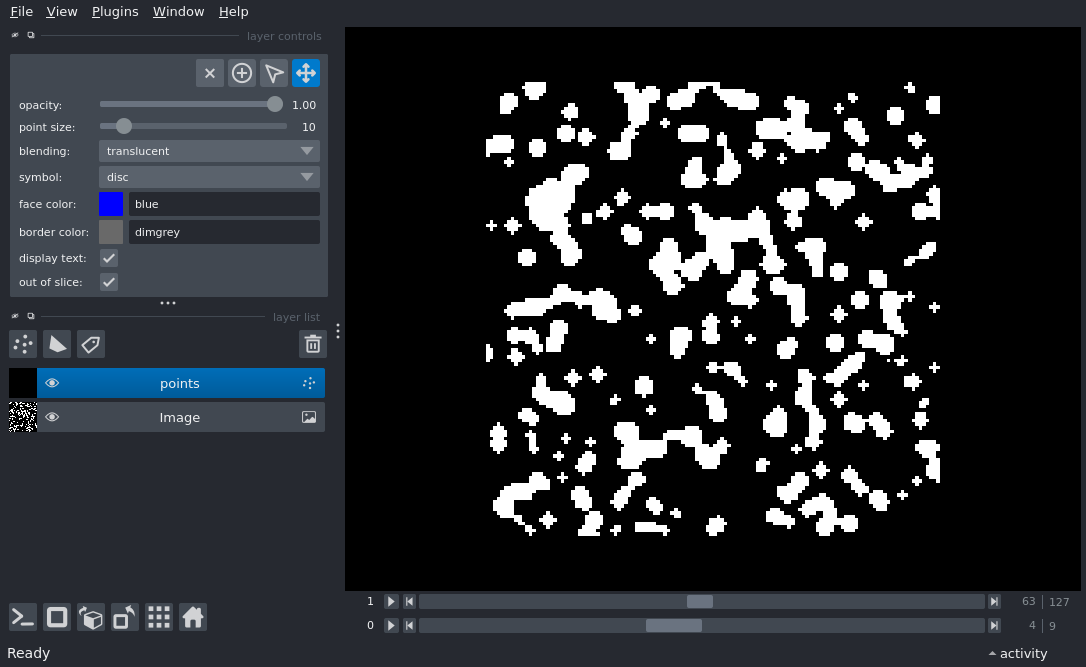 File View Plugins Window Help
layer controls
opacity: 1.00
point size: 10
blending: translucent
symbol: disc
face color: blue
border color: dimgrey
display text:
out of slice:
layer list
points
Image
1 63 127
0 4 9
Ready activity